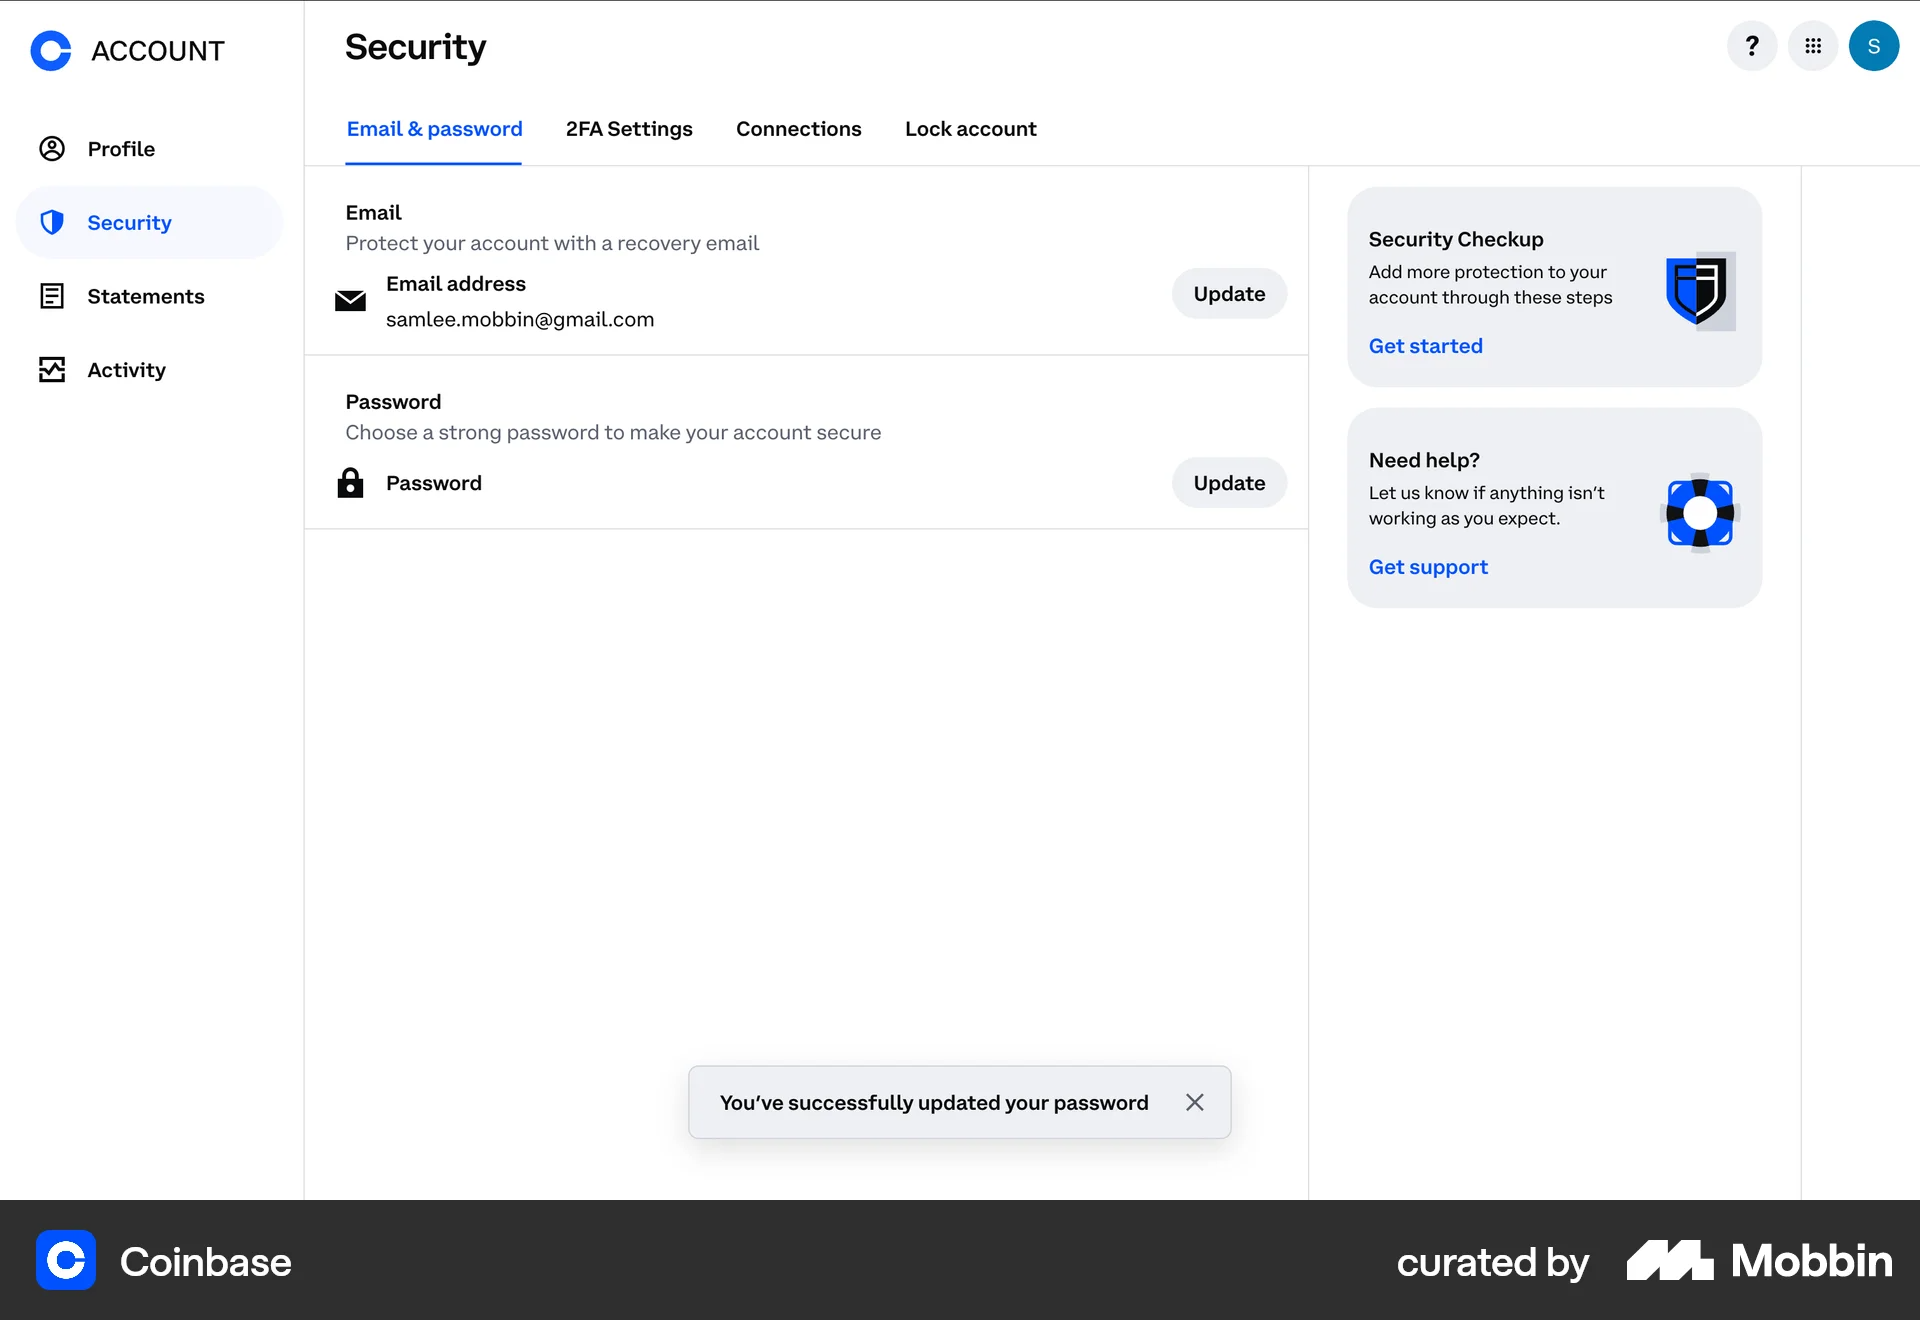 ACCOUNT
Profile
Security
Statements
Activity
Security
?
S
Email & password
2FA Settings
Connections
Lock account
Email
Protect your account with a recovery email
Email address
samlee.mobbin@gmail.com
Update
Password
Choose a strong password to make your account secure
Password
Update
Security Checkup
Add more protection to your
account through these steps
Get started
Need help?
Let us know if anything isn’t
working as you expect.
Get support
You’ve successfully updated your password
Coinbase
curated by
Mobbin